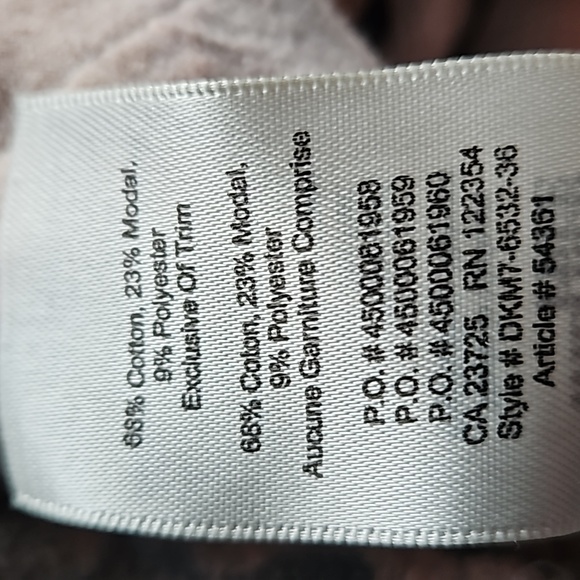 68% Cotton, 23% Modal,
9% Polyester
Exclusive Of Trim
68% Coton, 23% Modal,
9% Polyester
Aucune Garniture Comprise
P.O. # 4500061958
P.O. # 4500061959
P.O. # 4500061960
CA 23725 RN 122354
Style # DKM7-6532-36
Article # 54361